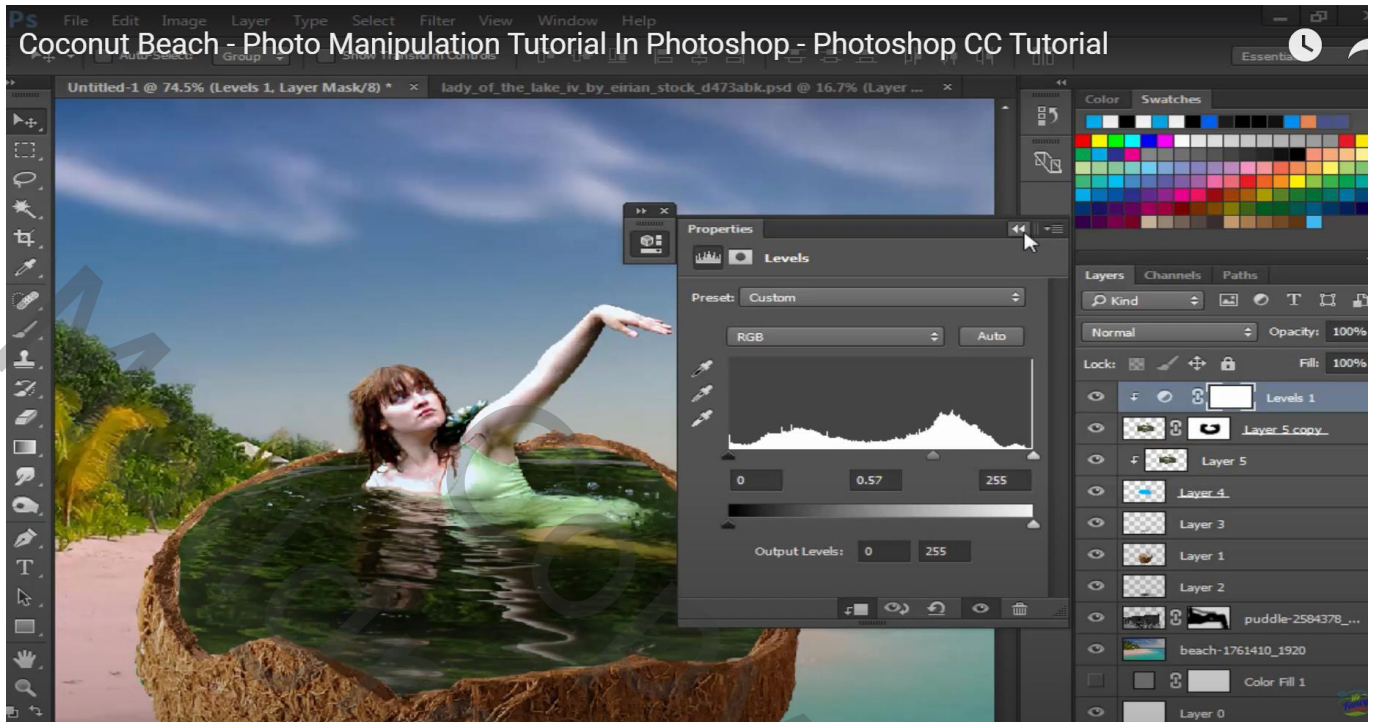 Ps File Edit Image Layer Type Select Filter View Window Help
Coconut Beach - Photo Manipulation Tutorial In Photoshop - Photoshop CC Tutorial
Auto-Select: Group Show Transform Controls
Untitled-1 @ 74.5% (Levels 1, Layer Mask/8) * × lady_of_the_lake_iv_by_eirian_stock_d473abk.psd @ 16.7% (Layer ... ×
Color Swatches
Properties
Levels
Preset: Custom
RGB Auto
0 0.57 255
Output Levels: 0 255
Layers Channels Paths
Kind
Normal Opacity: 100%
Lock: Fill: 100%
Levels 1
Layer 5 copy
Layer 5
Layer 4
Layer 3
Layer 1
Layer 2
puddle-2584378_...
beach-1761410_1920
Color Fill 1
Layer 0